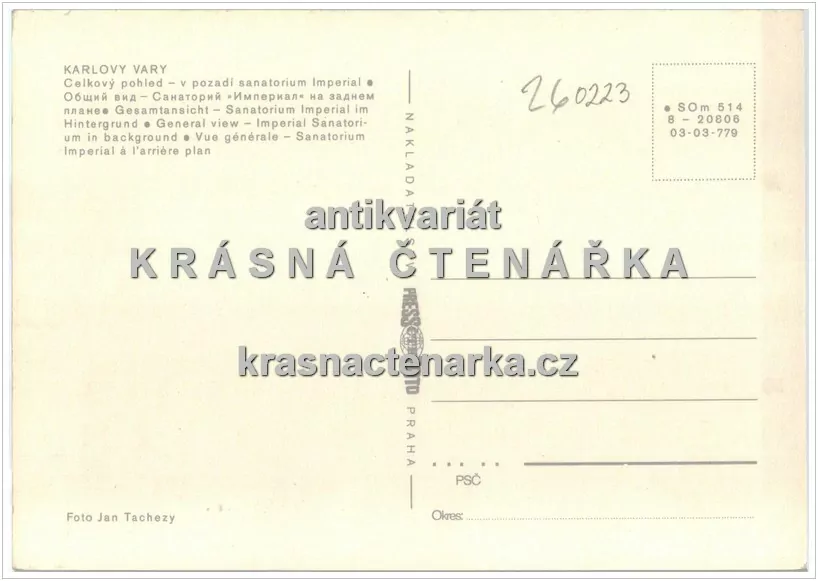 KARLOVY VARY
Celkový pohled – v pozadí sanatorium Imperial ●
Общий вид – Санаторий »Империал« на заднем
плане● Gesamtansicht – Sanatorium Imperial im
Hintergrund ● General view – Imperial Sanatori-
um in background ● Vue générale – Sanatorium
Imperial à l'arrière plan
260223
● SOm 514
8 – 20806
03-03-779
PRAHA
antikvariát
KRÁSNÁ ČTENÁŘKA
krasnactenarka.cz
PSČ
Foto Jan Tachezy
Okres: